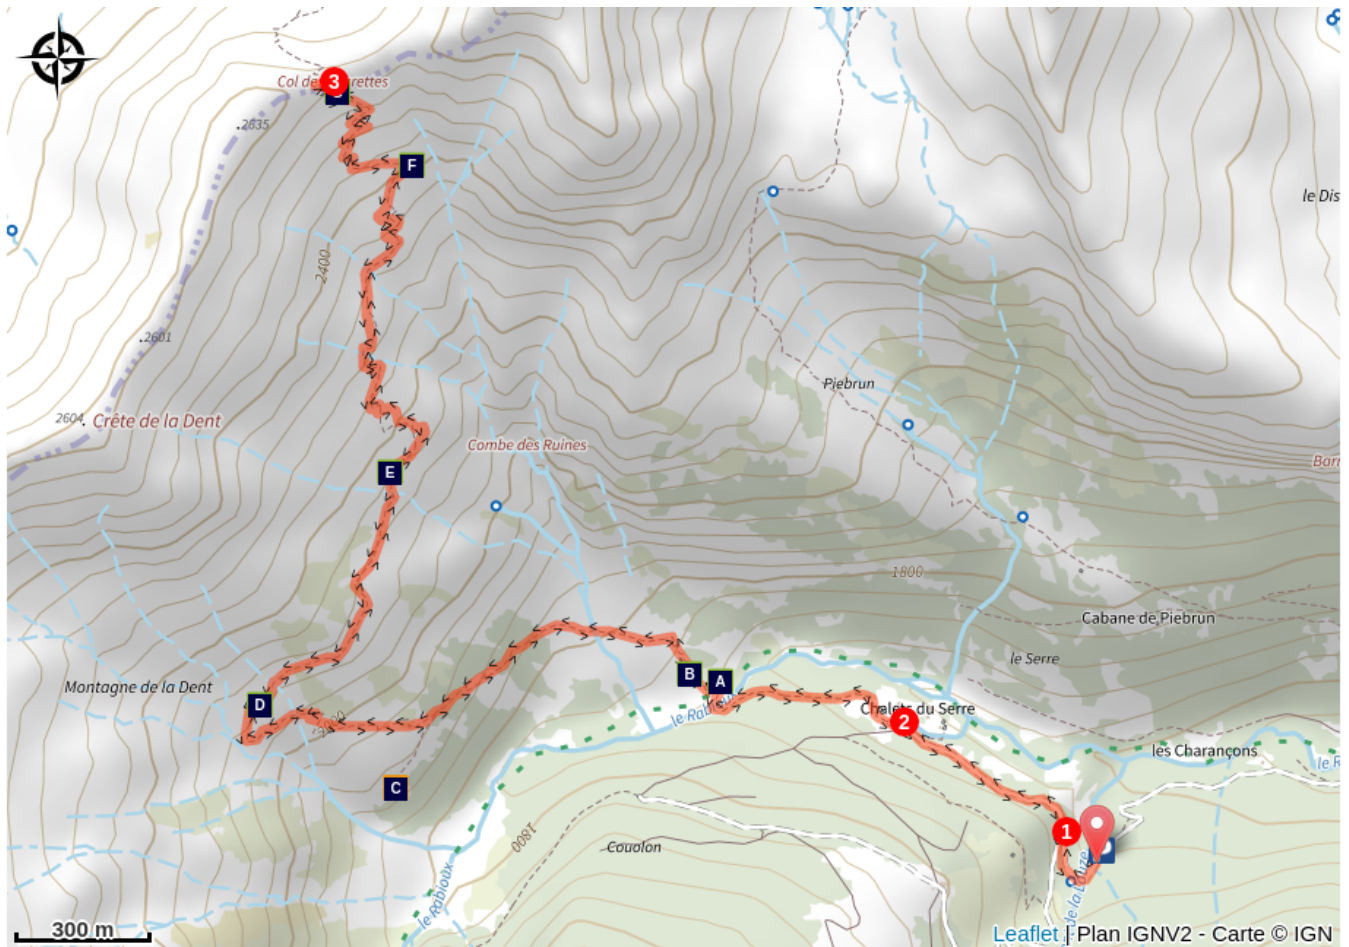 3
Col de
rettes
2635
F
le Dis
2400
2601
Piebrun
2604
Crête de la Dent
Combe des Ruines
Barr
E
1800
Cabane de Piebrun
le Serre
Montagne de la Dent
B
A
D
le Rab
Chalets du Serre
2
les Charançons
le R
C
1
1800
Couolon
le Rabioux
300 m
Leaflet | Plan IGNV2 - Carte © IGN